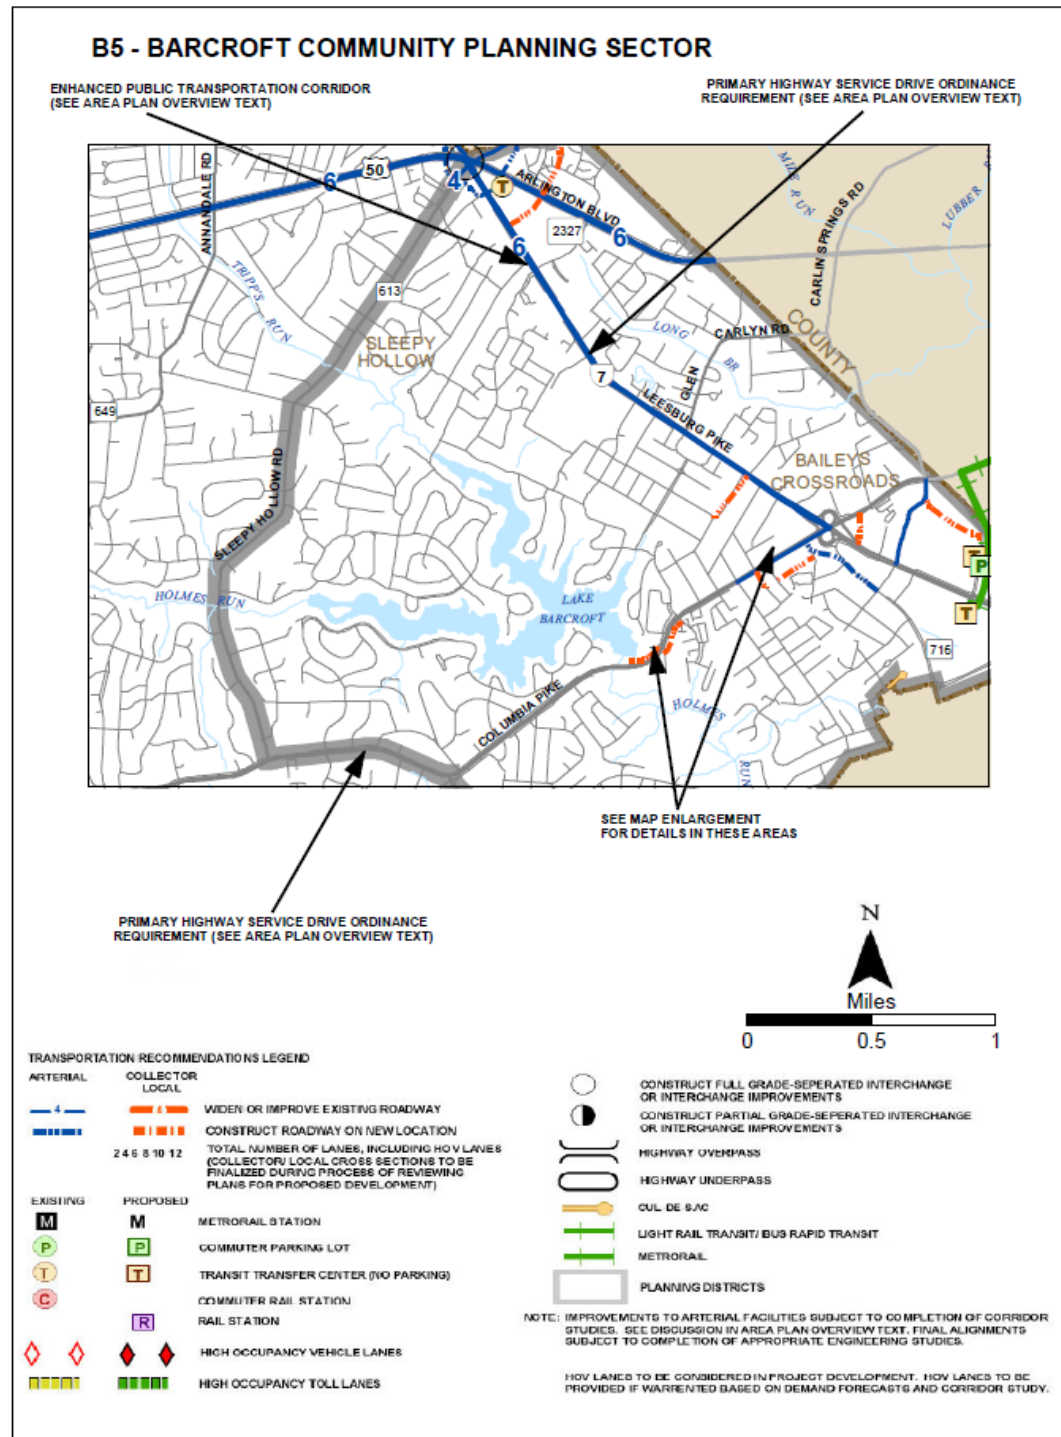 B5 - BARCROFT COMMUNITY PLANNING SECTOR
ENHANCED PUBLIC TRANSPORTATION CORRIDOR
(SEE AREA PLAN OVERVIEW TEXT)
PRIMARY HIGHWAY SERVICE DRIVE ORDINANCE
REQUIREMENT (SEE AREA PLAN OVERVIEW TEXT)
ANNANDALE RD
6
50
4
T
ARLINGTON BLVD
2327
6
6
MILE RUN
LUBBER
CARLIN SPRINGS RD
TRIPP'S RUN
613
SLEEPY
HOLLOW
LONG BR
CARLYN RD
GLEN
COUNTY
7
LEESBURG PIKE
649
BAILEYS
CROSSROADS
SLEEPY HOLLOW RD
HOLMES RUN
LAKE
BARCROFT
T
P
T
716
COLUMBIA PIKE
HOLMES
RUN
SEE MAP ENLARGEMENT
FOR DETAILS IN THESE AREAS
PRIMARY HIGHWAY SERVICE DRIVE ORDINANCE
REQUIREMENT (SEE AREA PLAN OVERVIEW TEXT)
N
Miles
0 0.5 1
TRANSPORTATION RECOMMENDATIONS LEGEND
ARTERIAL COLLECTOR
LOCAL
4 4 WIDEN OR IMPROVE EXISTING ROADWAY
CONSTRUCT ROADWAY ON NEW LOCATION
2 4 6 8 10 12 TOTAL NUMBER OF LANES, INCLUDING HOV LANES
(COLLECTOR/ LOCAL CROSS SECTIONS TO BE
FINALIZED DURING PROCESS OF REVIEWING
PLANS FOR PROPOSED DEVELOPMENT)
EXISTING PROPOSED
M M METRORAIL STATION
P P COMMUTER PARKING LOT
T T TRANSIT TRANSFER CENTER (NO PARKING)
C COMMUTER RAIL STATION
R RAIL STATION
HIGH OCCUPANCY VEHICLE LANES
HIGH OCCUPANCY TOLL LANES
CONSTRUCT FULL GRADE-SEPERATED INTERCHANGE
OR INTERCHANGE IMPROVEMENTS
CONSTRUCT PARTIAL GRADE-SEPERATED INTERCHANGE
OR INTERCHANGE IMPROVEMENTS
HIGHWAY OVERPASS
HIGHWAY UNDERPASS
CUL-DE-SAC
LIGHT RAIL TRANSIT/ BUS RAPID TRANSIT
METRORAIL
PLANNING DISTRICTS
NOTE: IMPROVEMENTS TO ARTERIAL FACILITIES SUBJECT TO COMPLETION OF CORRIDOR
STUDIES. SEE DISCUSSION IN AREA PLAN OVERVIEW TEXT. FINAL ALIGNMENTS
SUBJECT TO COMPLETION OF APPROPRIATE ENGINEERING STUDIES.
HOV LANES TO BE CONSIDERED IN PROJECT DEVELOPMENT. HOV LANES TO BE
PROVIDED IF WARRENTED BASED ON DEMAND FORECASTS AND CORRIDOR STUDY.